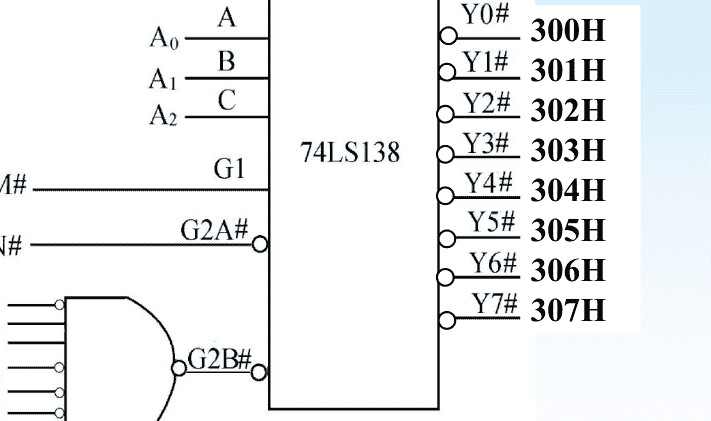 A
A0
B
A1
C
A2
74LS138
G1
M#
G2A#
N#
G2B#
Y0# 300H
Y1# 301H
Y2# 302H
Y3# 303H
Y4# 304H
Y5# 305H
Y6# 306H
Y7# 307H